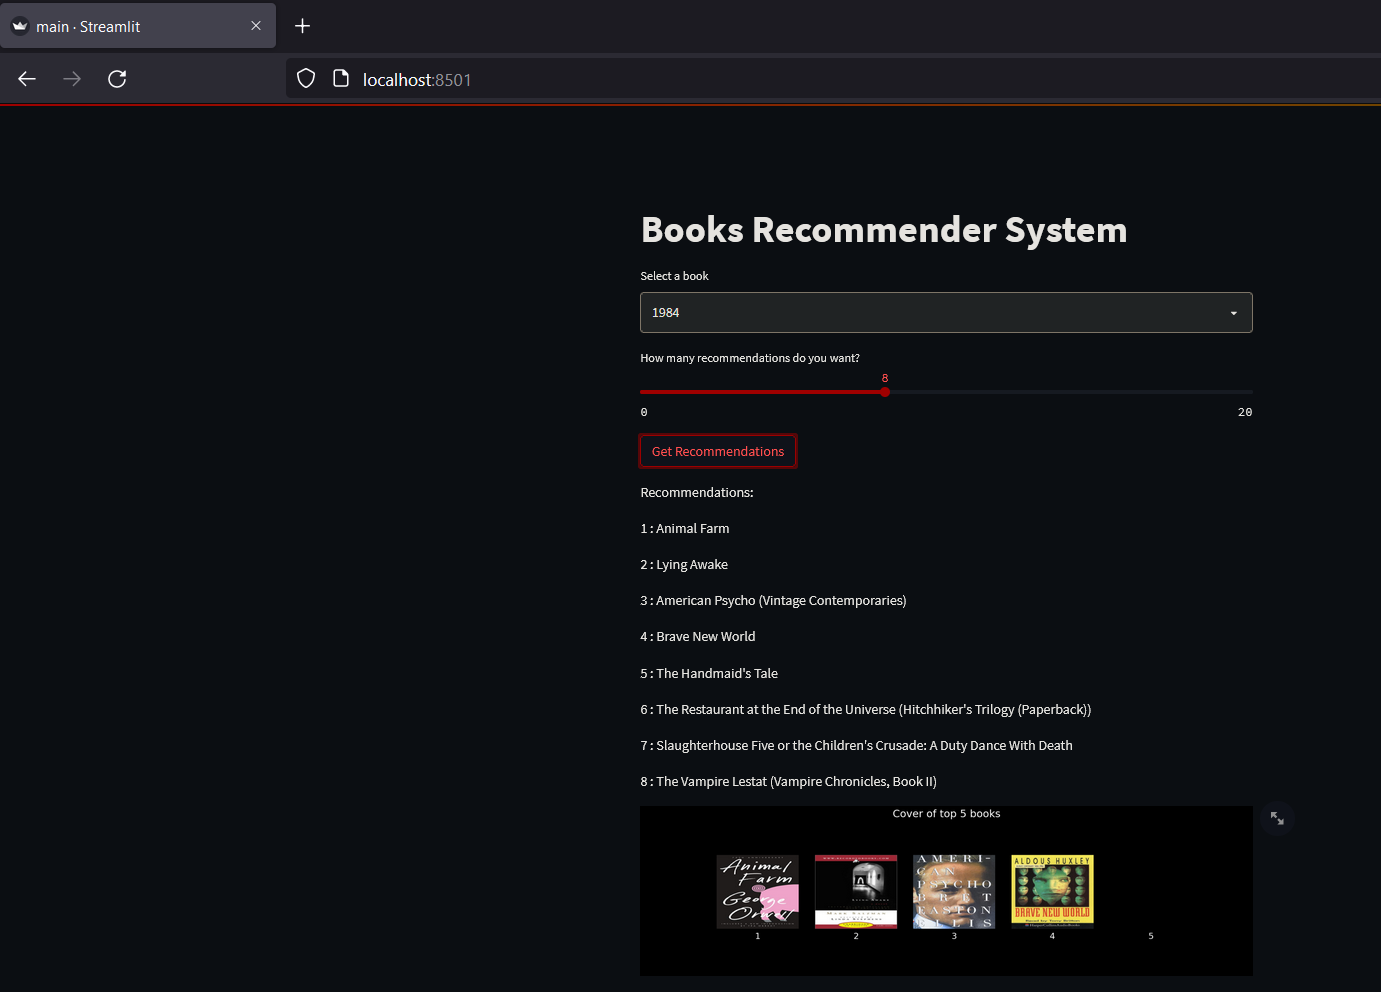 main · Streamlit
localhost:8501
Books Recommender System
Select a book
1984
How many recommendations do you want?
8
0
20
Get Recommendations
Recommendations:
1 : Animal Farm
2 : Lying Awake
3 : American Psycho (Vintage Contemporaries)
4 : Brave New World
5 : The Handmaid's Tale
6 : The Restaurant at the End of the Universe (Hitchhiker's Trilogy (Paperback))
7 : Slaughterhouse Five or the Children's Crusade: A Duty Dance With Death
8 : The Vampire Lestat (Vampire Chronicles, Book II)
Cover of top 5 books
Animal
Farm
George
Orwell
AMERI-
CAN
PSYCHO
BRET
EASTON
ELLIS
ALDOUS HUXLEY
BRAVE NEW WORLD
1
2
3
4
5